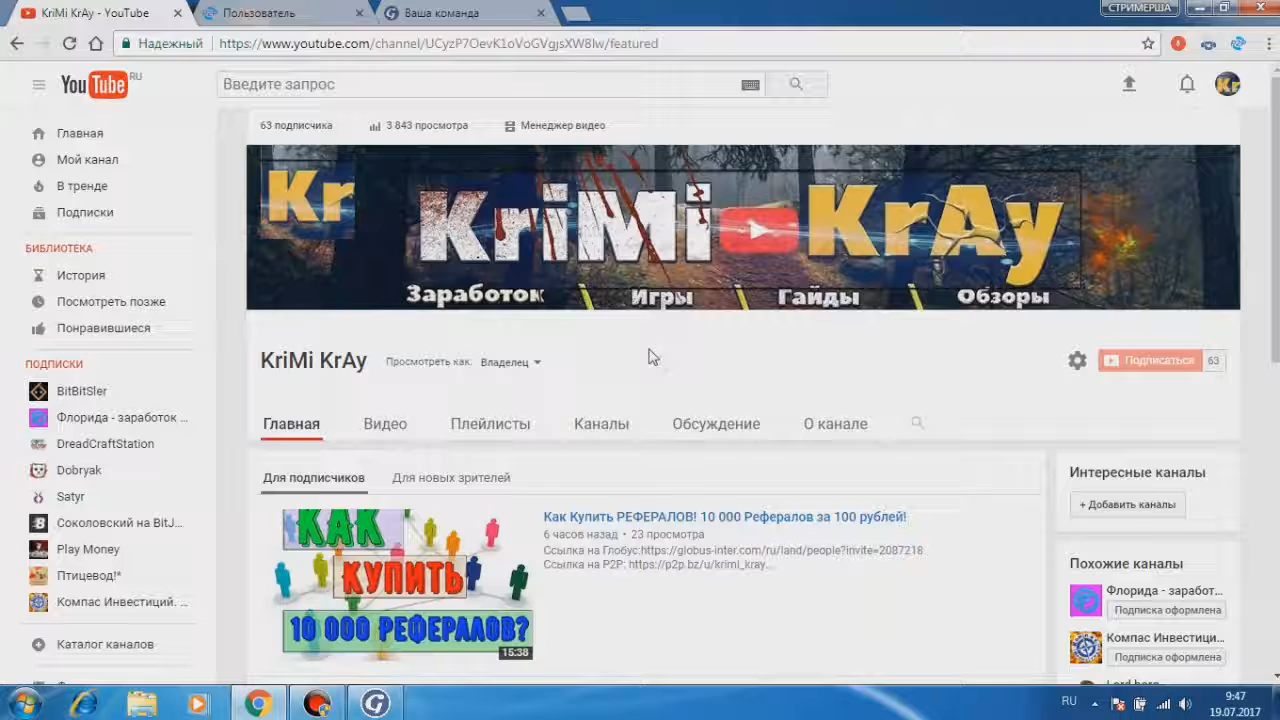 KriMi KrAy - YouTube
Пользователь
Ваша команда
СТРИМЕРША
Надежный
https://www.youtube.com/channel/UCyzP7OevK1oVoGVgjsXW8Iw/featured
YouTube RU
Введите запрос
Kr
Главная
Мой канал
В тренде
Подписки
БИБЛИОТЕКА
История
Посмотреть позже
Понравившиеся
ПОДПИСКИ
BitBitSler
Флорида - заработок ...
DreadCraftStation
Dobryak
Satyr
Соколовский на BitJ...
Play Money
Птицевод!*
Компас Инвестиций. ...
Каталог каналов
63 подписчика
3 843 просмотра
Менеджер видео
Kr
KriMi KrAy
Заработок \ Игры \ Гайды \ Обзоры
KriMi KrAy
Просмотреть как: Владелец
Подписаться 63
Главная Видео Плейлисты Каналы Обсуждение О канале
Для подписчиков Для новых зрителей
КАК
КУПИТЬ
10 000 РЕФЕРАЛОВ?
15:38
Как Купить РЕФЕРАЛОВ! 10 000 Рефералов за 100 рублей!
6 часов назад • 23 просмотра
Ссылка на Глобус:https://globus-inter.com/ru/land/people?invite=2087218
Ссылка на P2P: https://p2p.bz/u/krimi_kray...
Интересные каналы
+ Добавить каналы
Похожие каналы
Флорида - заработ...
Подписка оформлена
Компас Инвестици...
Подписка оформлена
RU
9:47
19.07.2017